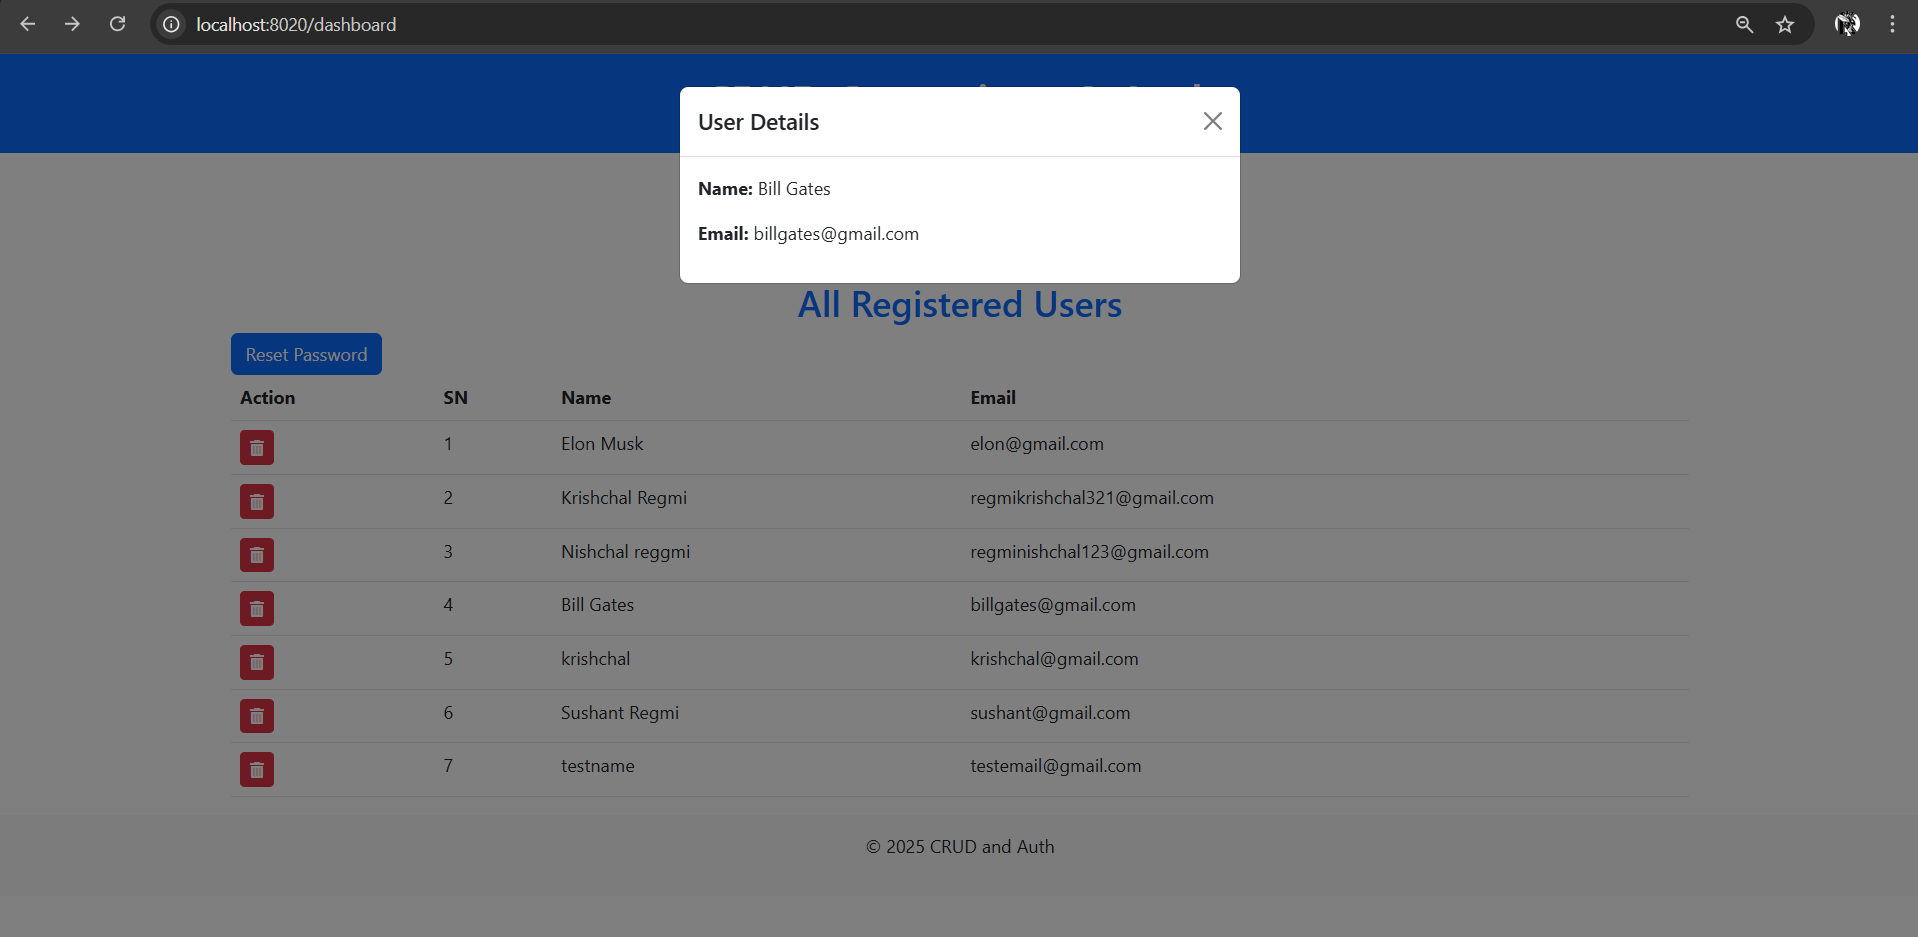 localhost:8020/dashboard
User Details
Name: Bill Gates
Email: billgates@gmail.com
All Registered Users
Reset Password
Action SN Name Email
1 Elon Musk elon@gmail.com
2 Krishchal Regmi regmikrishchal321@gmail.com
3 Nishchal reggmi regminishchal123@gmail.com
4 Bill Gates billgates@gmail.com
5 krishchal krishchal@gmail.com
6 Sushant Regmi sushant@gmail.com
7 testname testemail@gmail.com
© 2025 CRUD and Auth